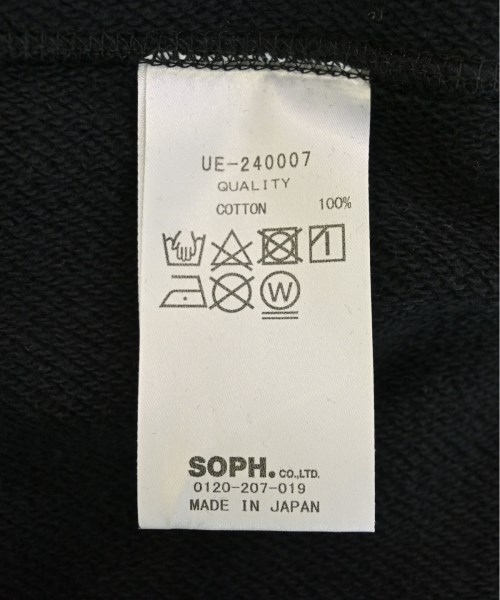 UE-240007
QUALITY
COTTON 100%
W
SOPH. CO.,LTD.
0120-207-019
MADE IN JAPAN